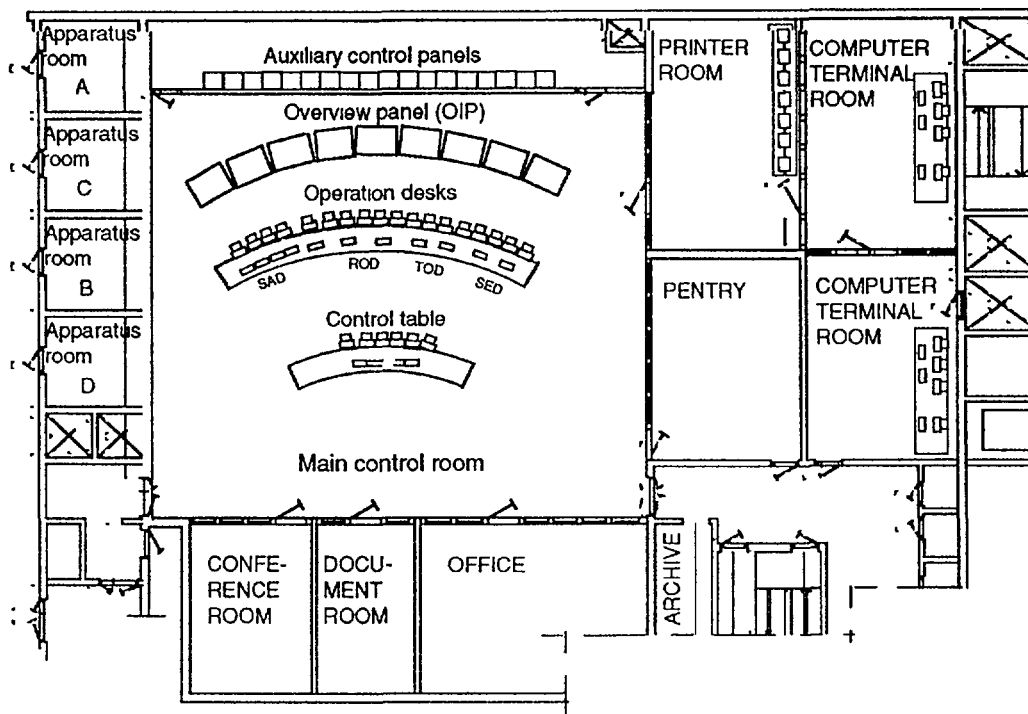 Apparatus
room
A
Apparatus
room
C
Apparatus
room
B
Apparatus
room
D
Auxiliary control panels
Overview panel (OIP)
Operation desks
SAD
ROD
TOD
SED
Control table
Main control room
PRINTER
ROOM
COMPUTER
TERMINAL
ROOM
PENTRY
COMPUTER
TERMINAL
ROOM
CONFE-
RENCE
ROOM
DOCU-
MENT
ROOM
OFFICE
ARCHIVE